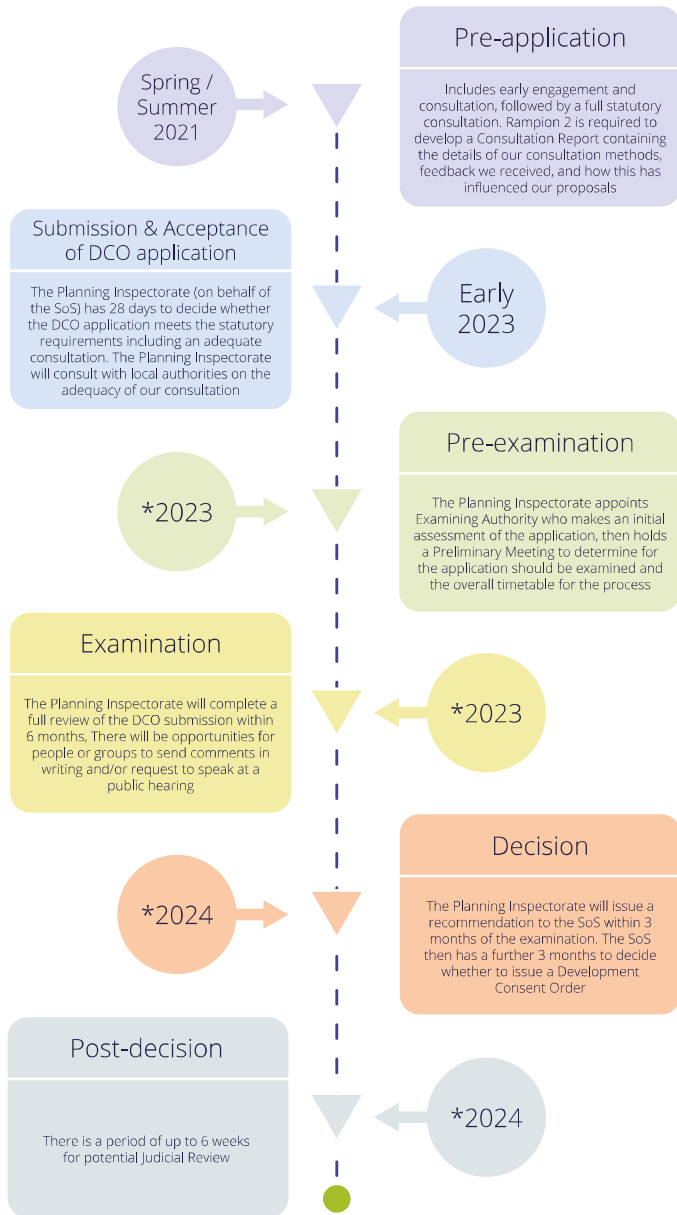 Pre-application
Spring /
Summer
2021
Includes early engagement and
consultation, followed by a full statutory
consultation. Rampion 2 is required to
develop a Consultation Report containing
the details of our consultation methods,
feedback we received, and how this has
influenced our proposals
Submission & Acceptance
of DCO application
The Planning Inspectorate (on behalf of
the SoS) has 28 days to decide whether
the DCO application meets the statutory
requirements including an adequate
consultation. The Planning Inspectorate
will consult with local authorities on the
adequacy of our consultation
Early
2023
Pre-examination
*2023
The Planning Inspectorate appoints
Examining Authority who makes an initial
assessment of the application, then holds
a Preliminary Meeting to determine for
the application should be examined and
the overall timetable for the process
Examination
The Planning Inspectorate will complete a
full review of the DCO submission within
6 months, There will be opportunities for
people or groups to send comments in
writing and/or request to speak at a
public hearing
*2023
Decision
*2024
The Planning Inspectorate will issue a
recommendation to the SoS within 3
months of the examination. The SoS
then has a further 3 months to decide
whether to issue a Development
Consent Order
Post-decision
There is a period of up to 6 weeks
for potential Judicial Review
*2024